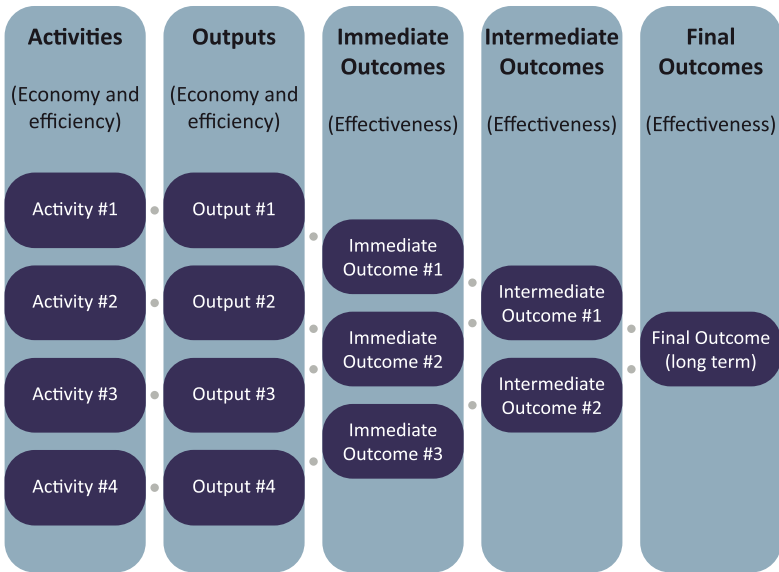 Activities
(Economy and
efficiency)
Activity #1
Activity #2
Activity #3
Activity #4
Outputs
(Economy and
efficiency)
Output #1
Output #2
Output #3
Output #4
Immediate
Outcomes
(Effectiveness)
Immediate
Outcome #1
Immediate
Outcome #2
Immediate
Outcome #3
Intermediate
Outcomes
(Effectiveness)
Intermediate
Outcome #1
Intermediate
Outcome #2
Final
Outcomes
(Effectiveness)
Final Outcome
(long term)